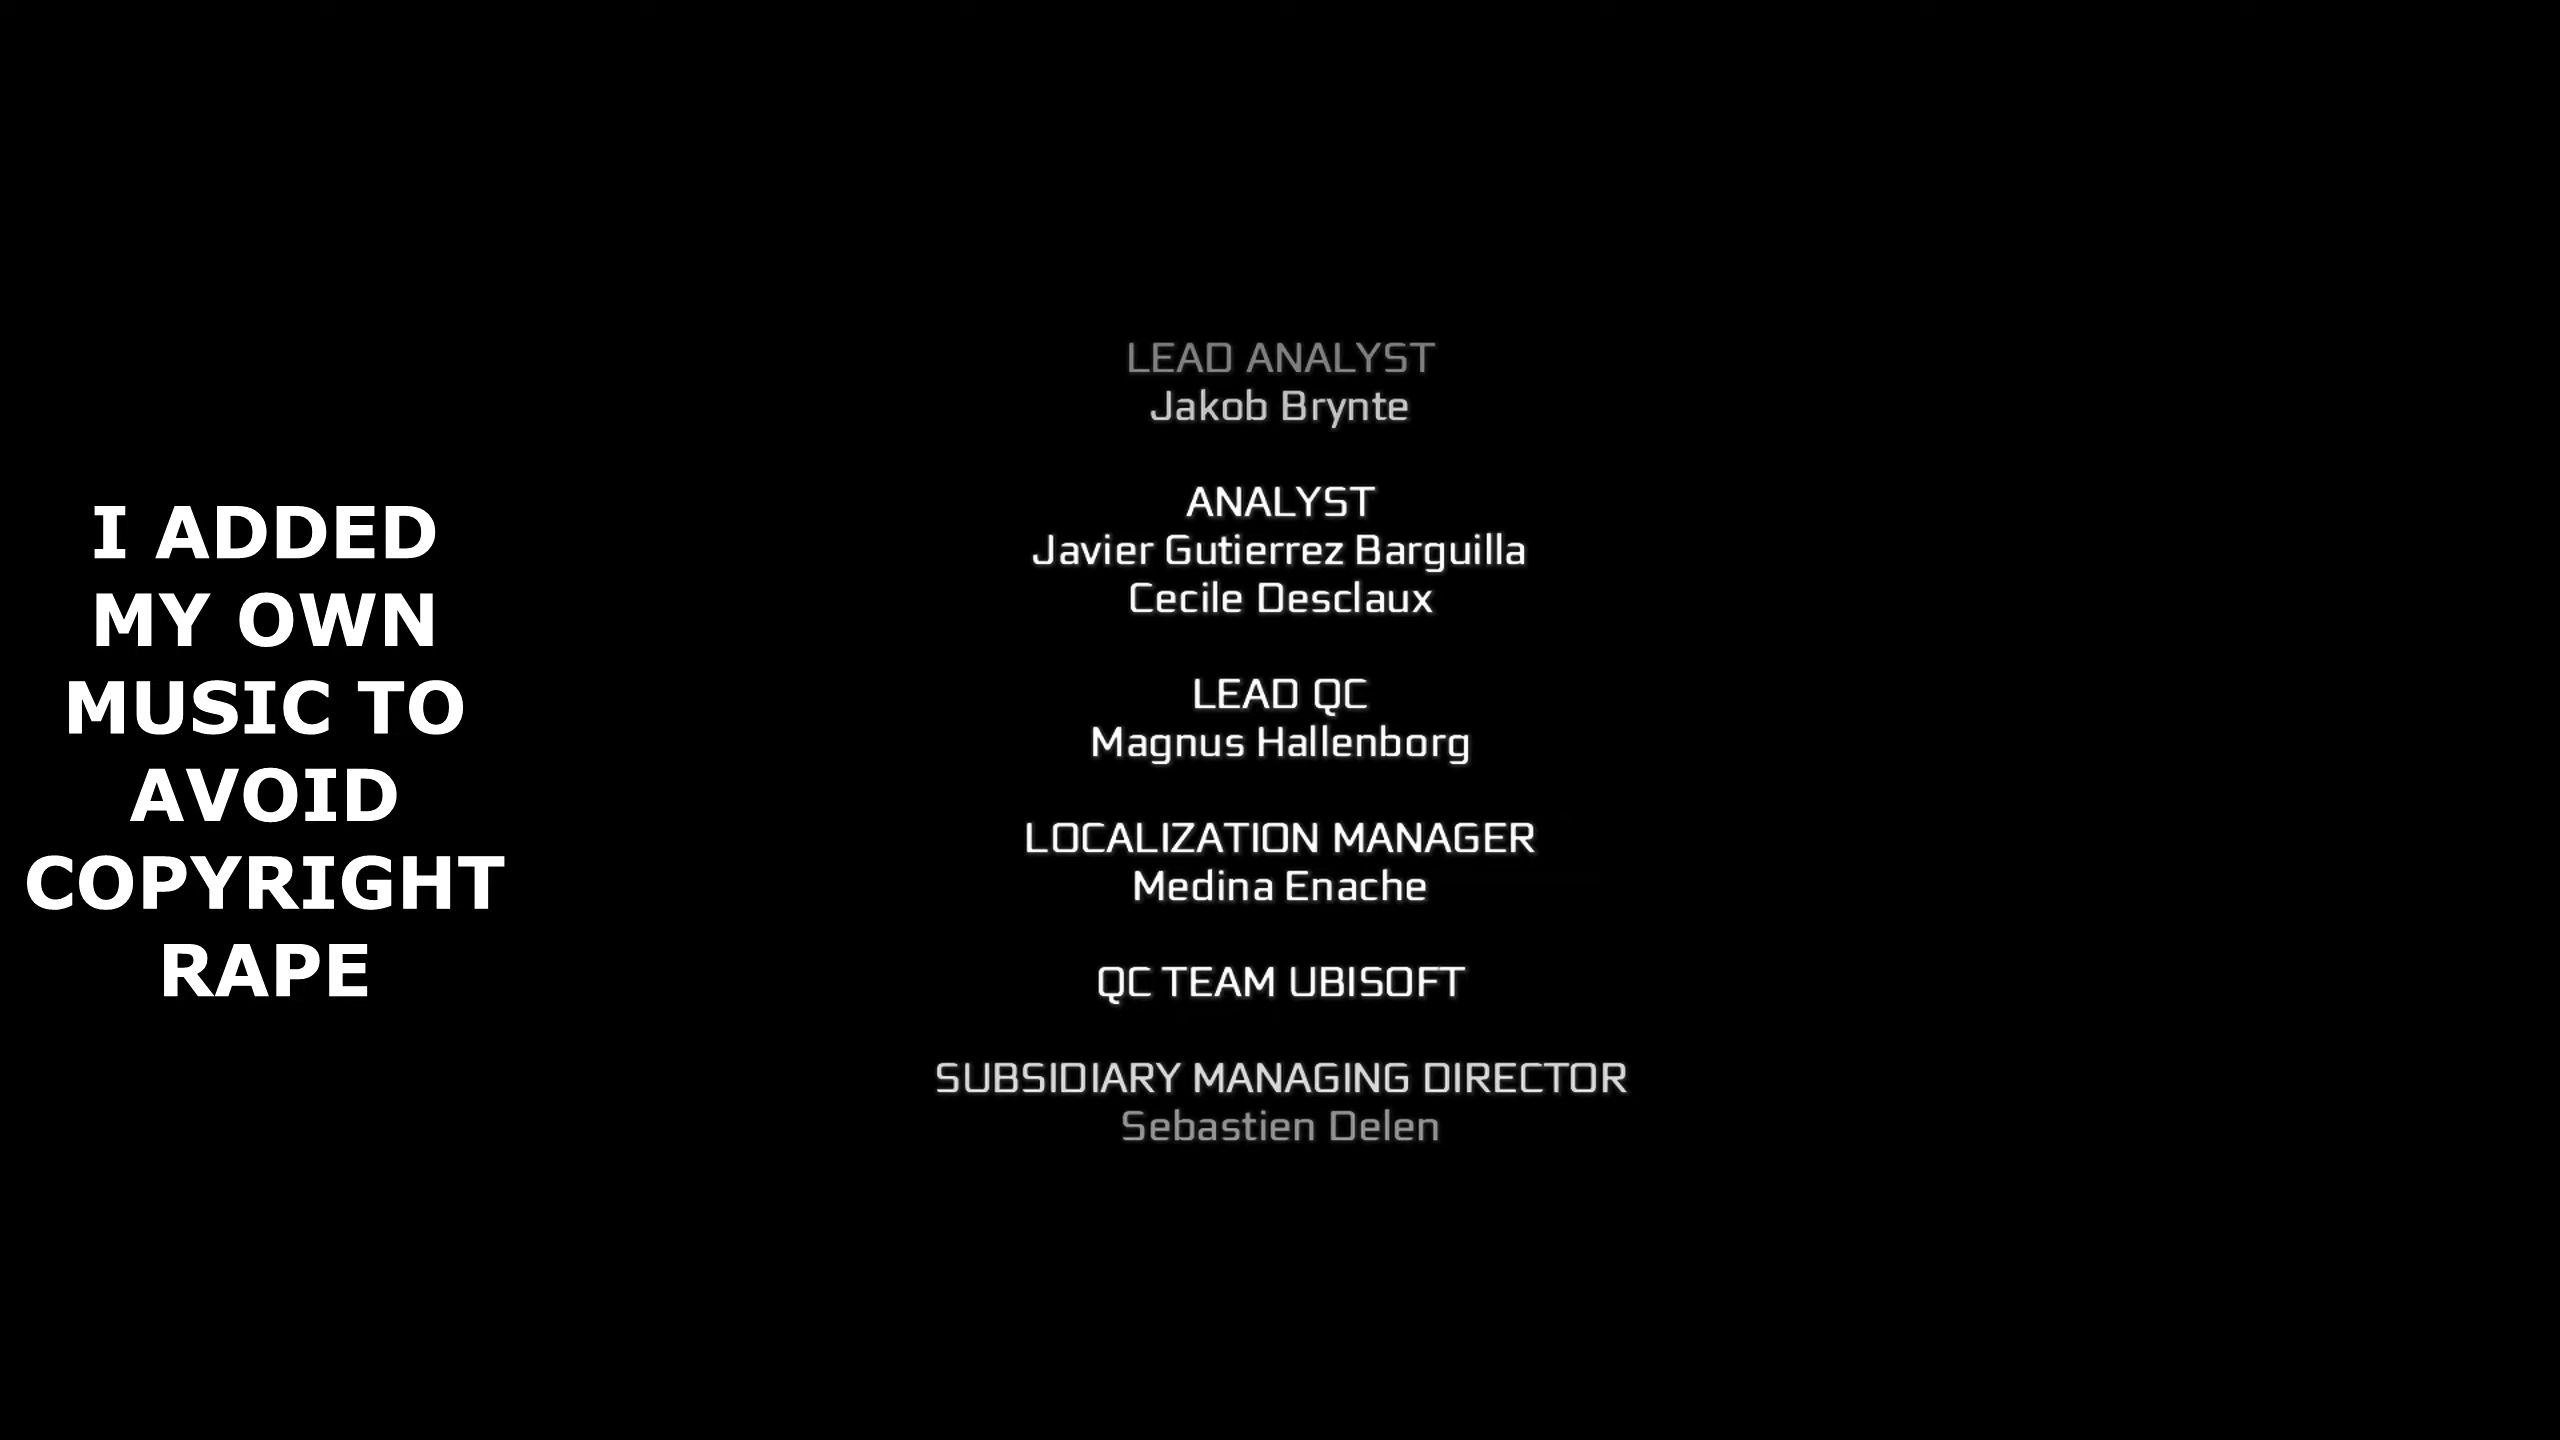 I ADDED
MY OWN
MUSIC TO
AVOID
COPYRIGHT
RAPE
LEAD ANALYST
Jakob Brynte
ANALYST
Javier Gutierrez Barguilla
Cecile Desclaux
LEAD QC
Magnus Hallenborg
LOCALIZATION MANAGER
Medina Enache
QC TEAM UBISOFT
SUBSIDIARY MANAGING DIRECTOR
Sebastien Delen